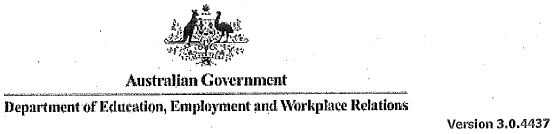 Australian Government
Department of Education, Employment and Workplace Relations
Version 3.0.4437